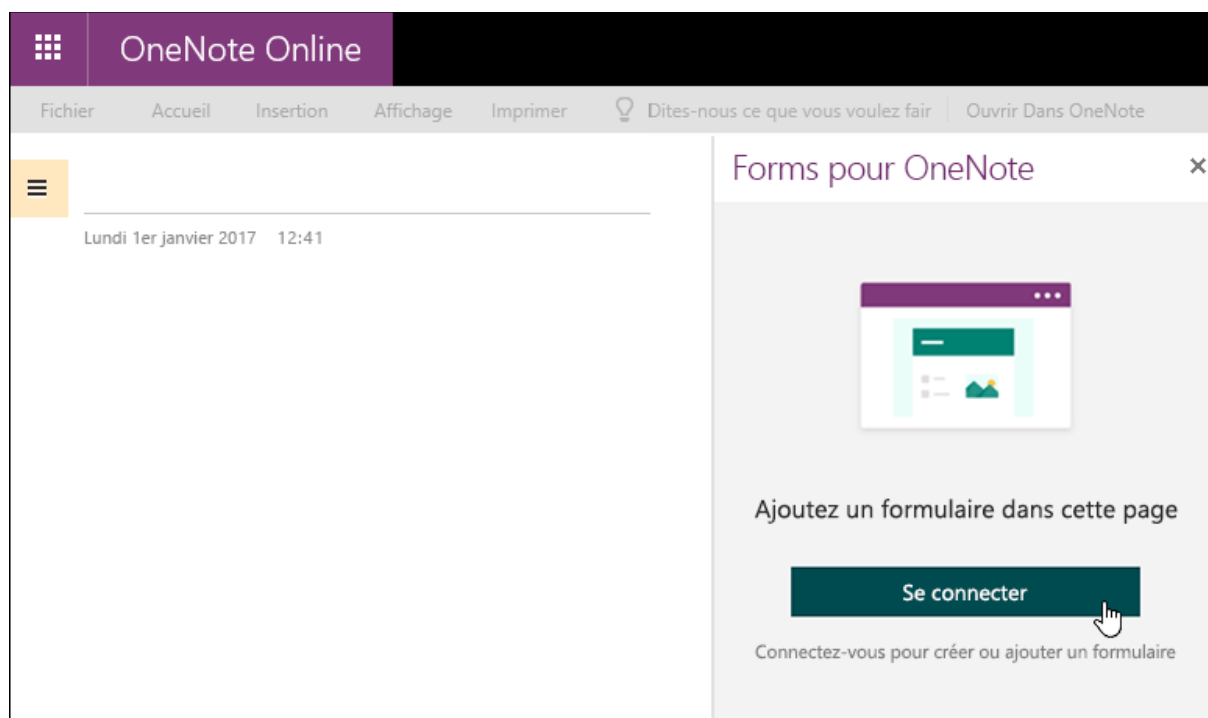 OneNote Online
Fichier Accueil Insertion Affichage Imprimer Dites-nous ce que vous voulez fair Ouvrir Dans OneNote
Forms pour OneNote
Lundi 1er janvier 2017 12:41
Ajoutez un formulaire dans cette page
Se connecter
Connectez-vous pour créer ou ajouter un formulaire